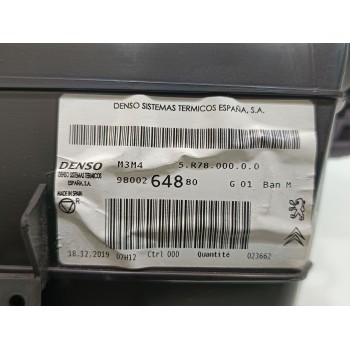 DENSO SISTEMAS TERMICOS ESPAÑA, S.A.
DENSO M3M4 5.R78.000.0.0
DENSO SISTEMAS TERMICOS
ESPAÑA, S.A.
98002 648 80 G 01 Ban M
MADE IN SPAIN
R
18.12.2019 07H12 Ctrl 000 Quantité 023662